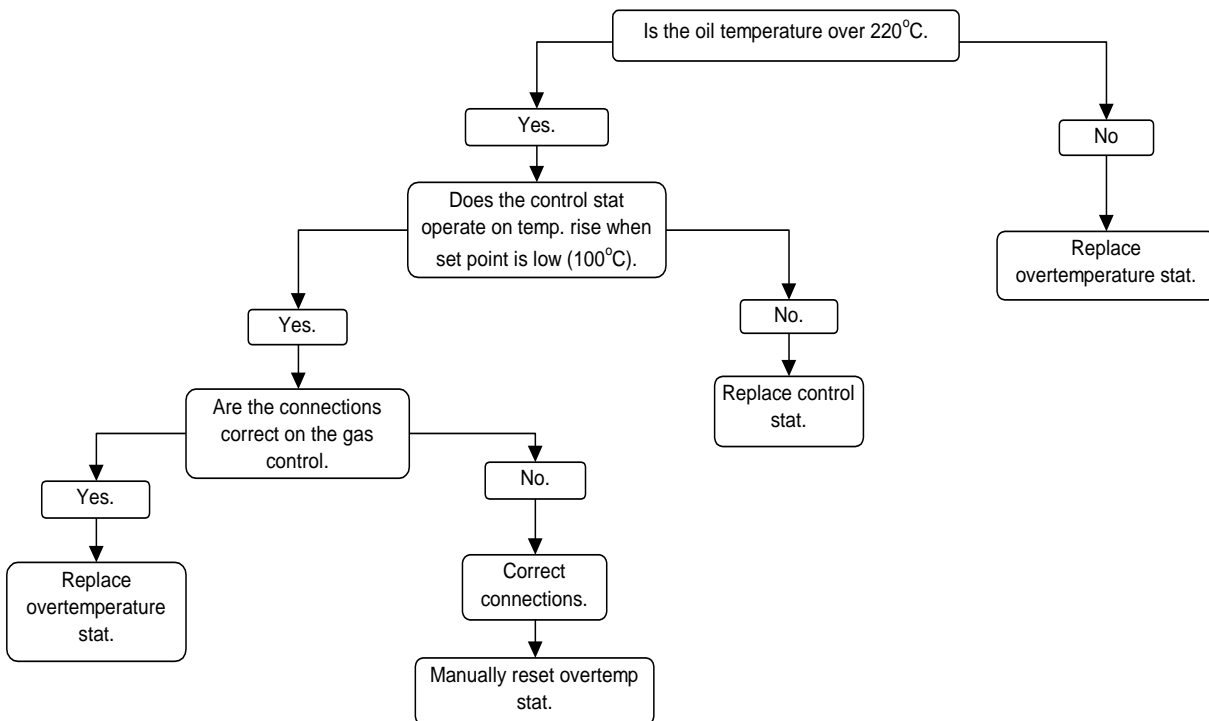 Is the oil temperature over 220°C.
Yes.
No
Does the control stat
operate on temp. rise when
set point is low (100°C).
Replace
overtemperature stat.
Yes.
No.
Are the connections
correct on the gas
control.
Replace control
stat.
Yes.
No.
Replace
overtemperature
stat.
Correct
connections.
Manually reset overtemp
stat.